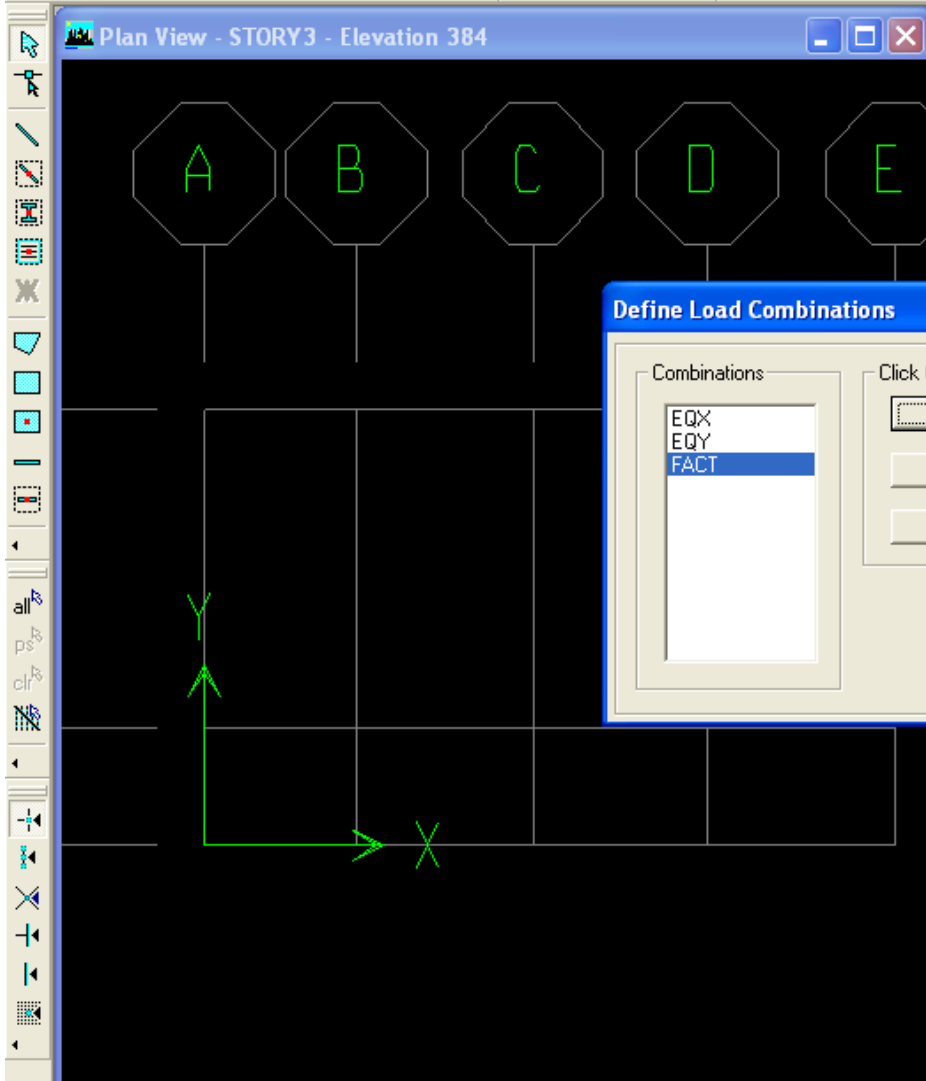 Plan View - STORY3 - Elevation 384
A B C D E
Define Load Combinations
Combinations
Click
EQX
EQY
FACT
Y
X
all
ps
clr